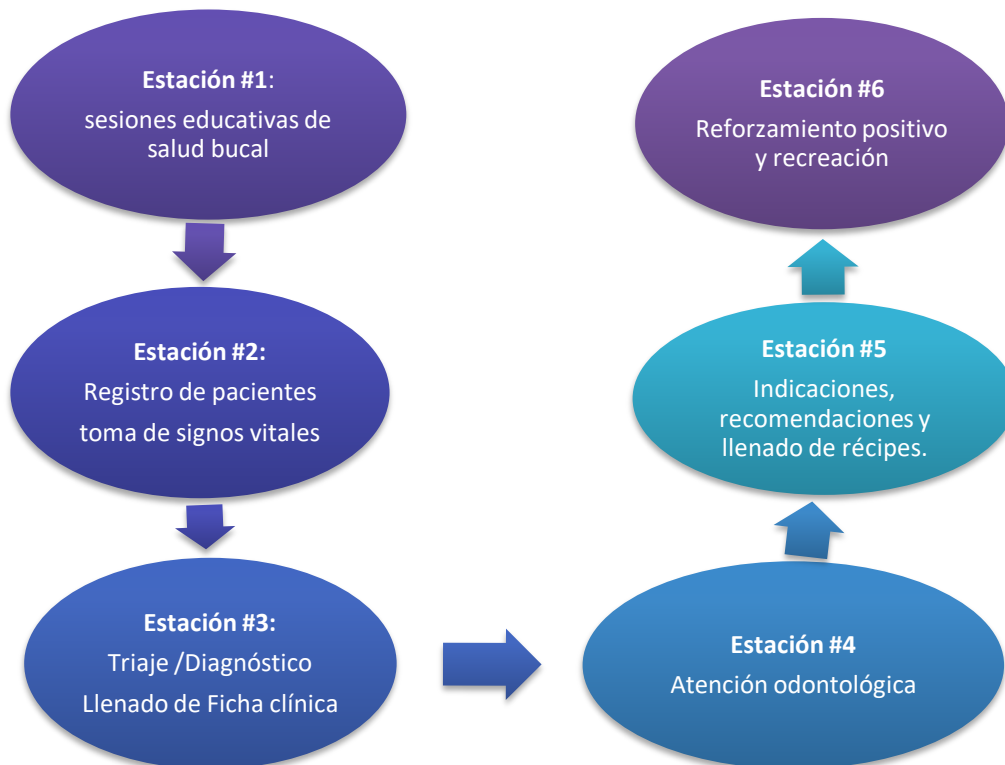 Estación #1:
sesiones educativas de
salud bucal
Estación #2:
Registro de pacientes
toma de signos vitales
Estación #3:
Triaje /Diagnóstico
Llenado de Ficha clínica
Estación #4
Atención odontológica
Estación #5
Indicaciones,
recomendaciones y
llenado de récipes.
Estación #6
Reforzamiento positivo
y recreación